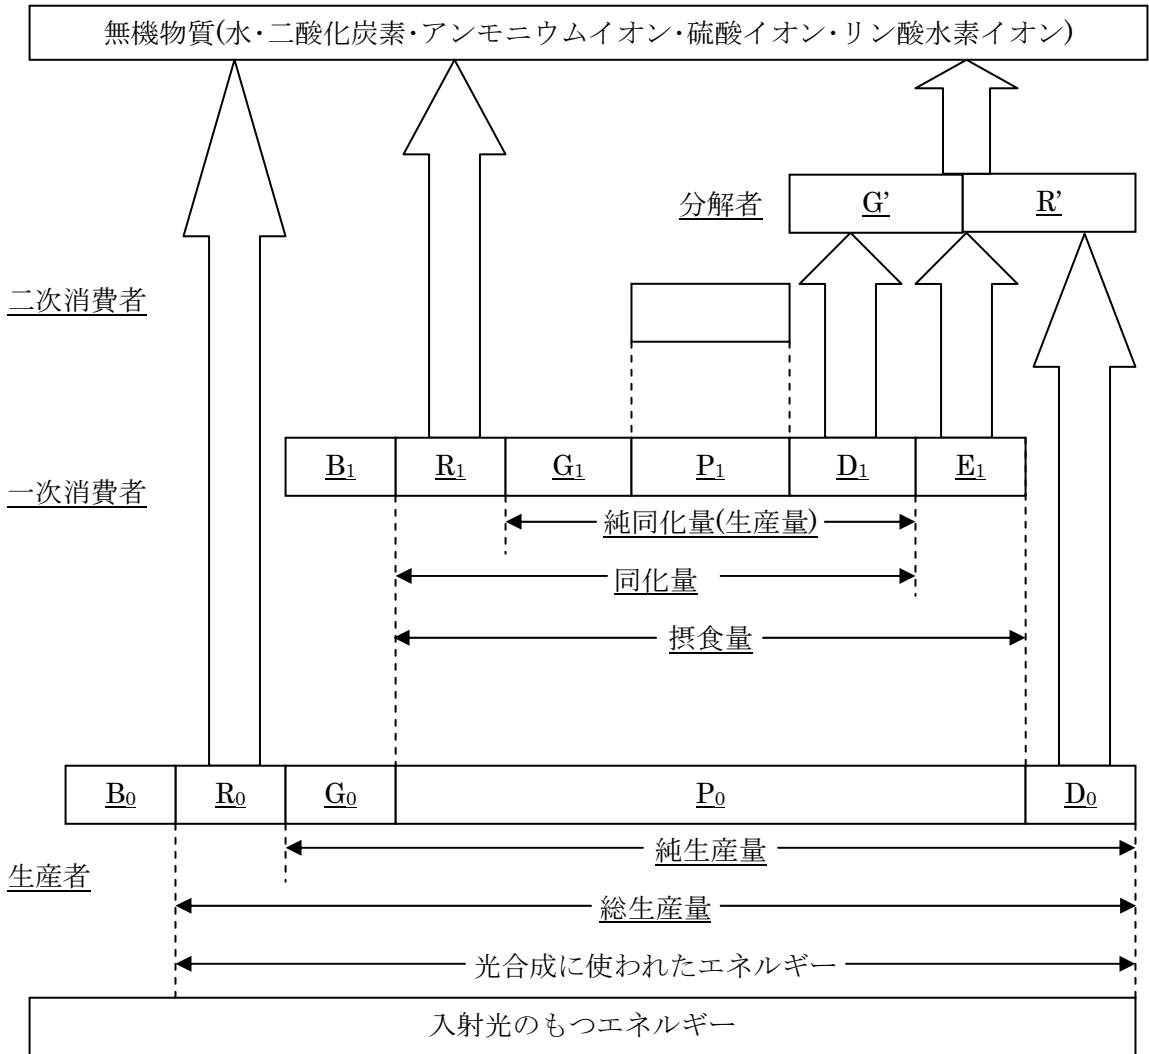 無機物質(水・二酸化炭素・アンモニウムイオン・硫酸イオン・リン酸水素イオン)
分解者
G'
R'
二次消費者
一次消費者
B1
R1
G1
P1
D1
E1
純同化量(生産量)
同化量
摂食量
B0
R0
G0
P0
D0
生産者
純生産量
総生産量
光合成に使われたエネルギー
入射光のもつエネルギー